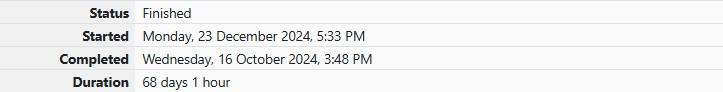 Status Finished
Started Monday, 23 December 2024, 5:33 PM
Completed Wednesday, 16 October 2024, 3:48 PM
Duration 68 days 1 hour